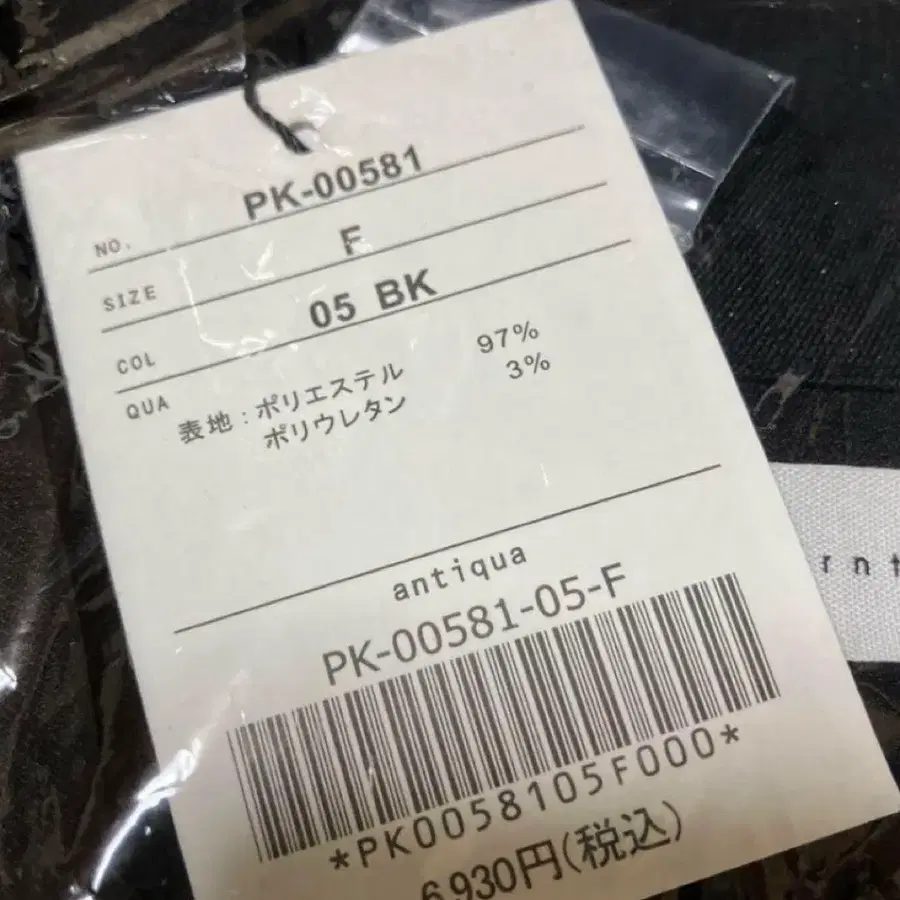 NO. PK-00581
SIZE F
COL 05 BK
QUA 表地:ポリエステル 97%
ポリウレタン 3%
antiqua
PK-00581-05-F
*PK0058105F000*
6,930円(税込)